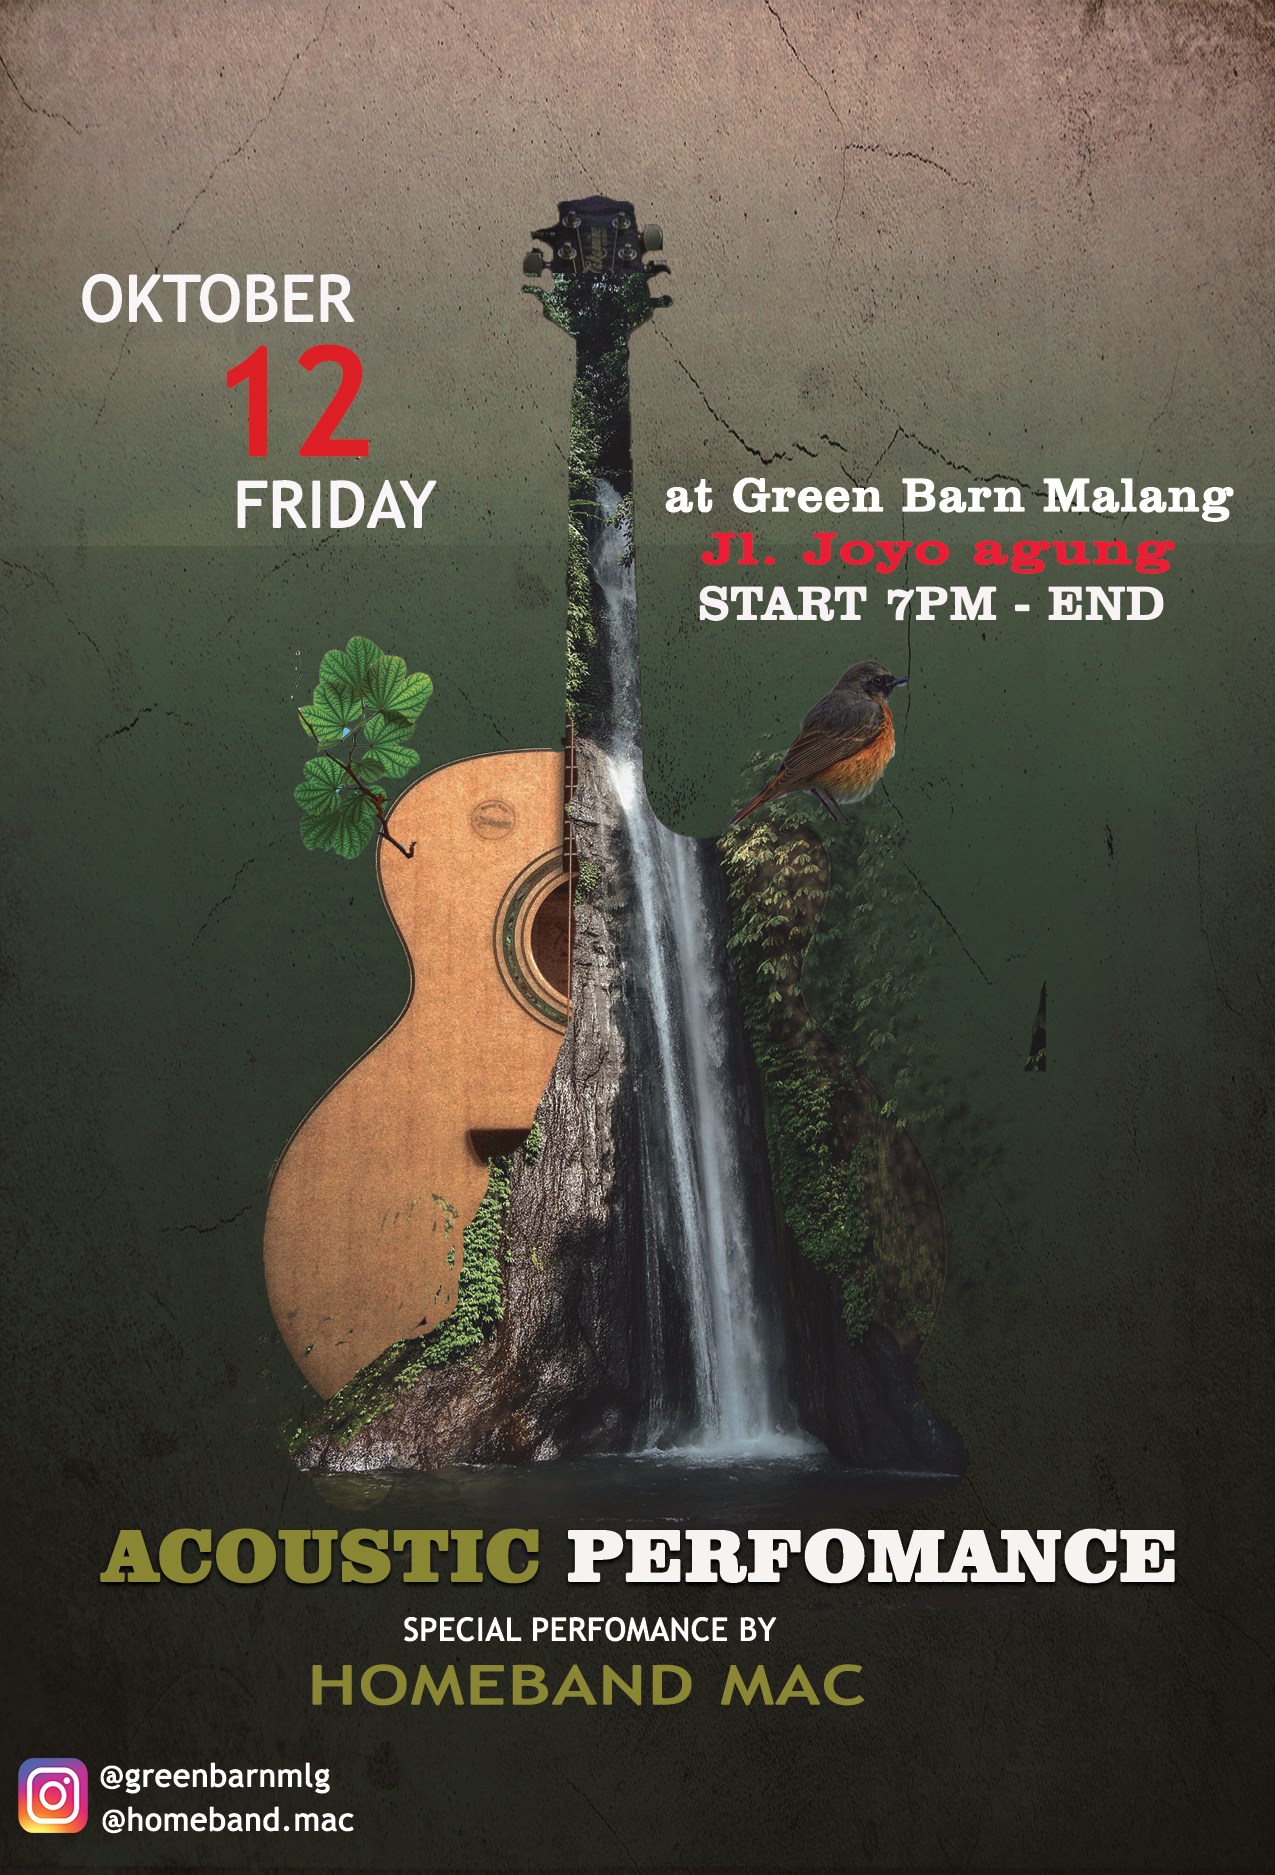 OKTOBER
12
FRIDAY
at Green Barn Malang
Jl. Joyo agung
START 7PM - END
ACOUSTIC PERFOMANCE
SPECIAL PERFOMANCE BY
HOMEBAND MAC
@greenbarnmlg
@homeband.mac